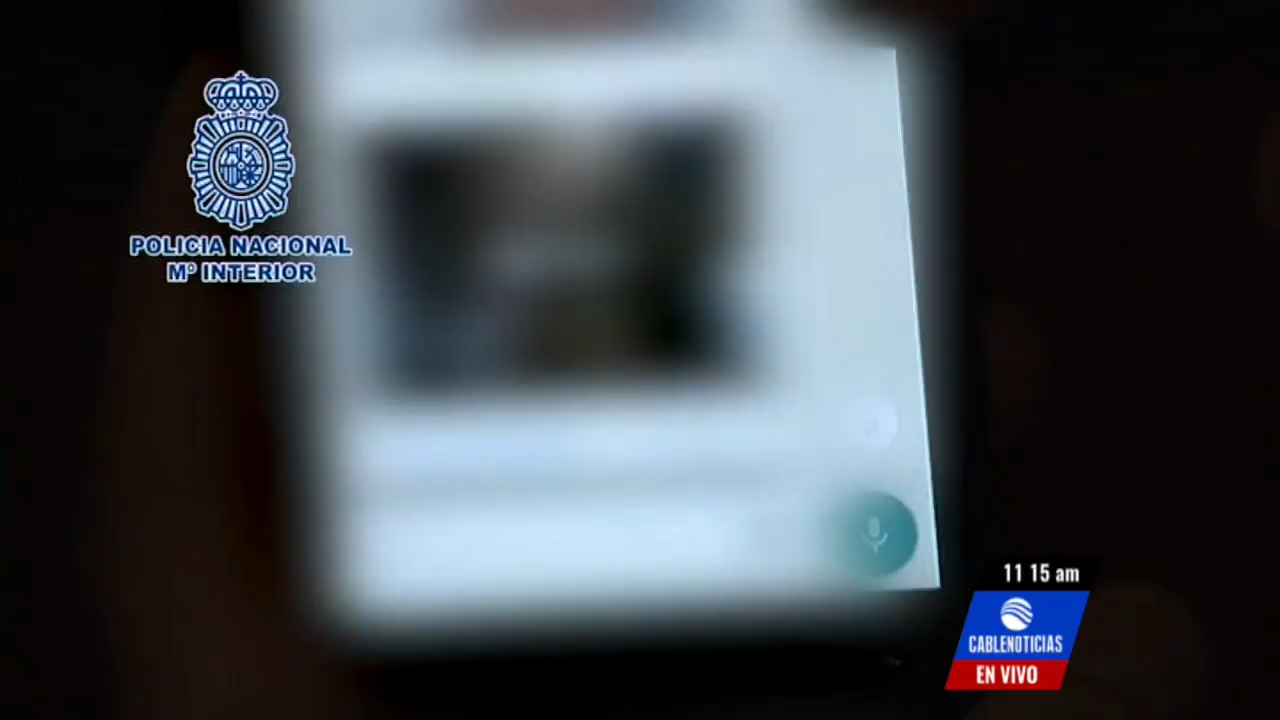 POLICIA NACIONAL
Mº INTERIOR
11 15 am
CABLENOTICIAS
EN VIVO